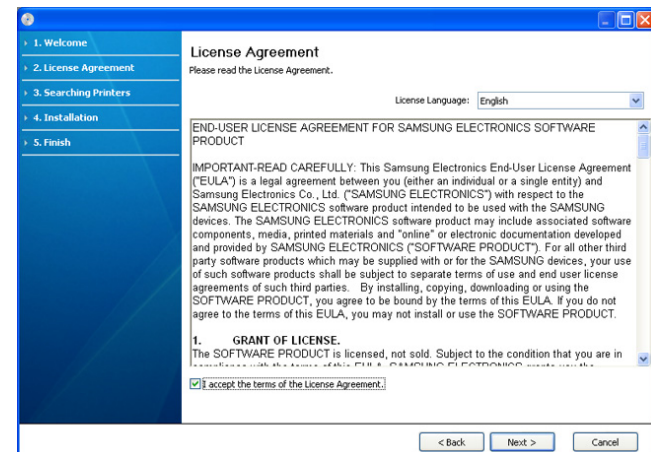 1. Welcome
2. License Agreement
3. Searching Printers
4. Installation
5. Finish
License Agreement
Please read the License Agreement.
License Language: English
END-USER LICENSE AGREEMENT FOR SAMSUNG ELECTRONICS SOFTWARE
PRODUCT
IMPORTANT-READ CAREFULLY: This Samsung Electronics End-User License Agreement
("EULA") is a legal agreement between you (either an individual or a single entity) and
Samsung Electronics Co., Ltd. ("SAMSUNG ELECTRONICS") with respect to the
SAMSUNG ELECTRONICS software product intended to be used with the SAMSUNG
devices. The SAMSUNG ELECTRONICS software product may include associated software
components, media, printed materials and "online" or electronic documentation developed
and provided by SAMSUNG ELECTRONICS ("SOFTWARE PRODUCT"). For all other third
party software products which may be supplied with or for the SAMSUNG devices, your use
of such software products shall be subject to separate terms of use and end user license
agreements of such third parties. By installing, copying, downloading or using the
SOFTWARE PRODUCT, you agree to be bound by the terms of this EULA. If you do not
agree to the terms of this EULA, you may not install or use the SOFTWARE PRODUCT.
1. GRANT OF LICENSE.
The SOFTWARE PRODUCT is licensed, not sold. Subject to the condition that you are in
I accept the terms of the License Agreement.
< Back Next > Cancel